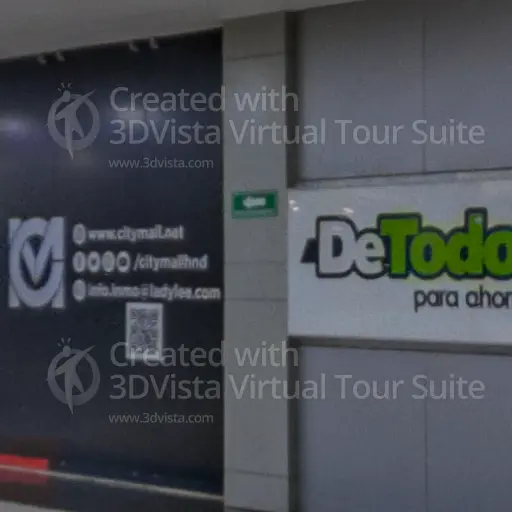 Created with
3DVista Virtual Tour Suite
www.3dvista.com
www.citymall.net
/citymallhnd
info.inmo@ladylee.com
DeTodo
para ahor
Created with
3DVista Virtual Tour Suite
www.3dvista.com